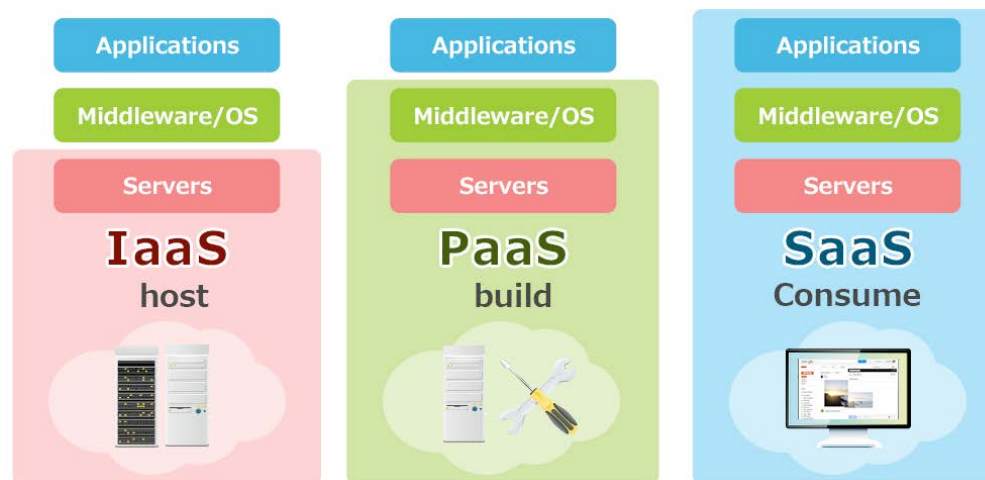 Applications
Middleware/OS
Servers
IaaS
host
Applications
Middleware/OS
Servers
PaaS
build
Applications
Middleware/OS
Servers
SaaS
Consume